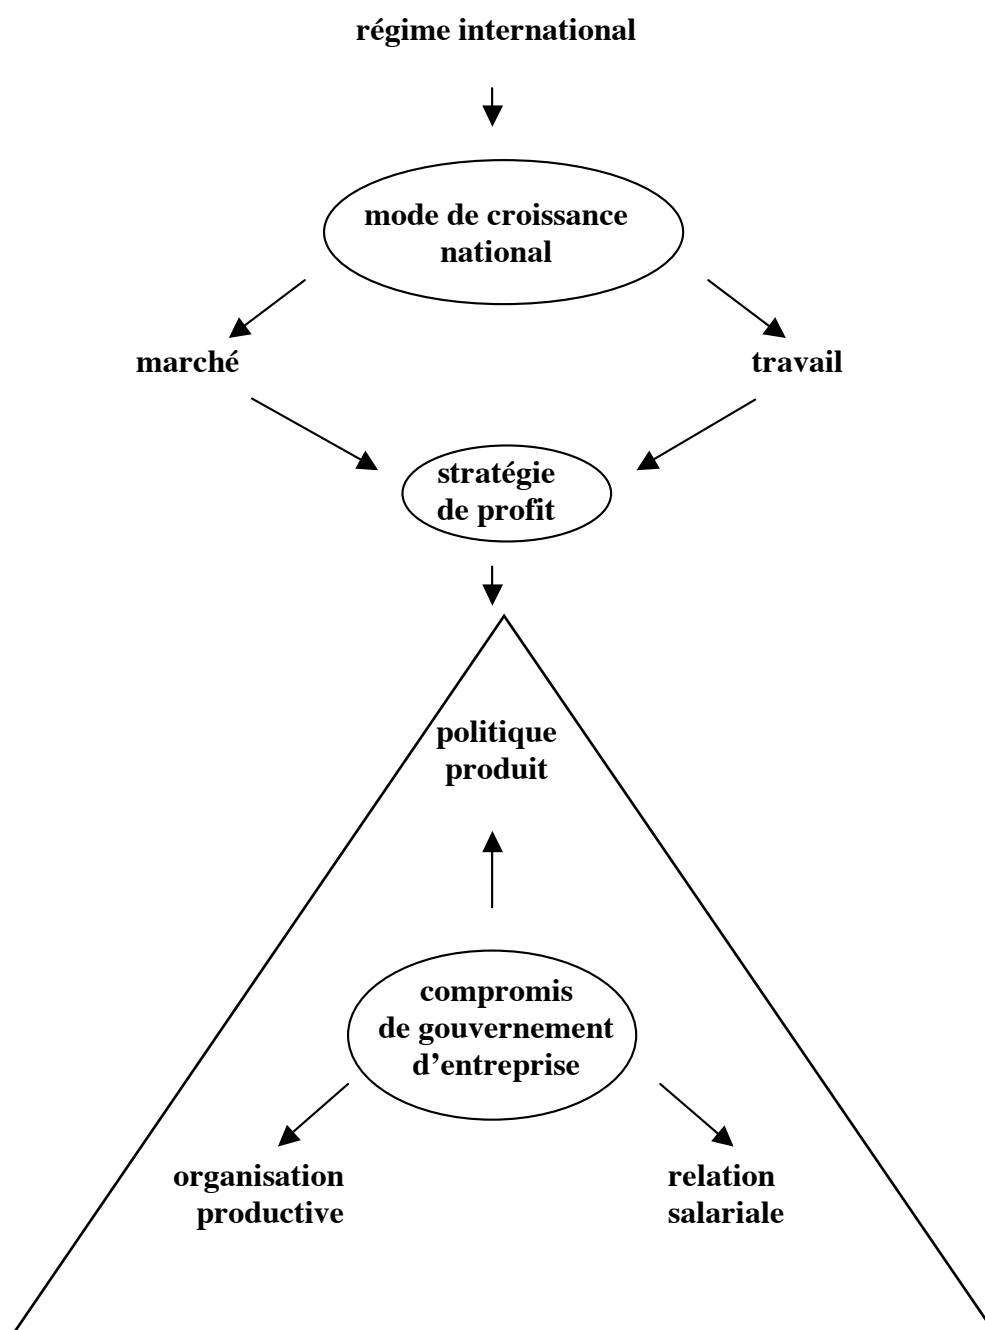 régime international
mode de croissance
national
marché
travail
stratégie
de profit
politique
produit
compromis
de gouvernement
d’entreprise
organisation
productive
relation
salariale